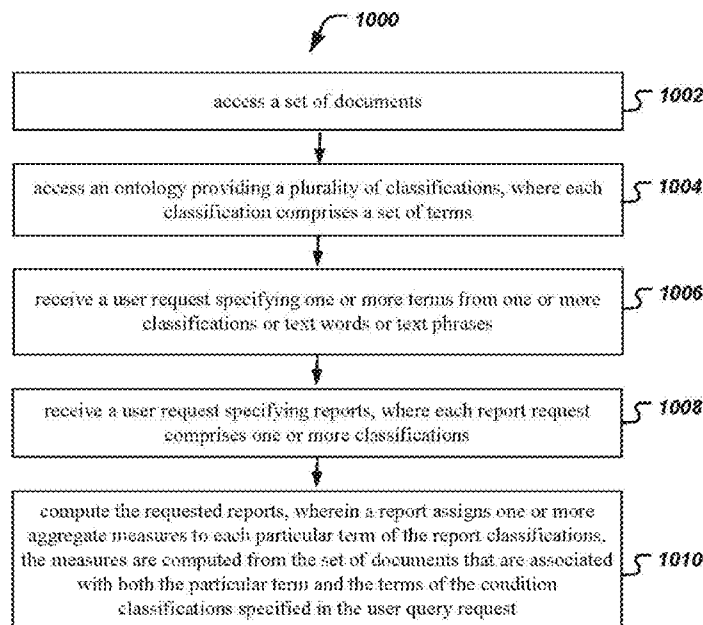 1000
access a set of documents
1002
access an ontology providing a plurality of classifications, where each
classification comprises a set of terms
1004
receive a user request specifying one or more terms from one or more
classifications or text words or text phrases
1006
receive a user request specifying reports, where each report request
comprises one or more classifications
1008
compute the requested reports, wherein a report assigns one or more
aggregate measures to each particular term of the report classifications,
the measures are computed from the set of documents that are associated
with both the particular term and the terms of the condition
classifications specified in the user query request
1010